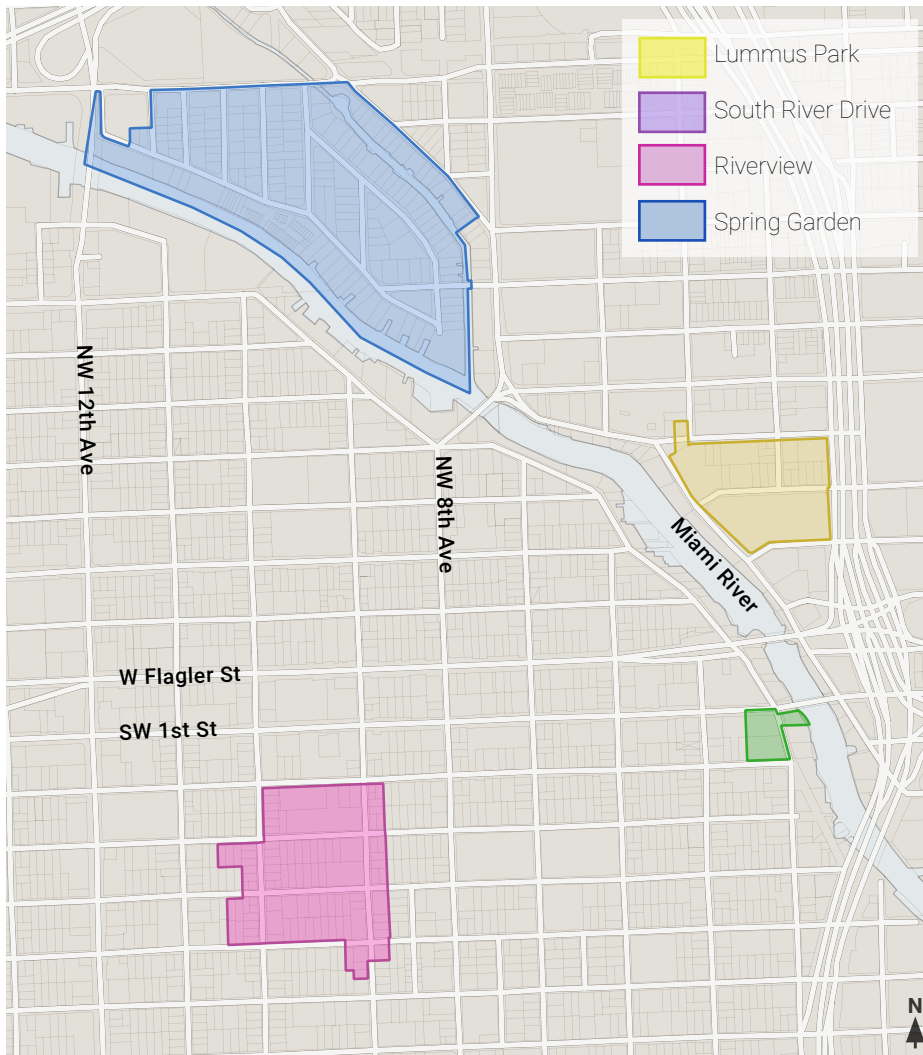 Lummus Park
South River Drive
Riverview
Spring Garden
NW 12th Ave
NW 8th Ave
Miami River
W Flagler St
SW 1st St
N